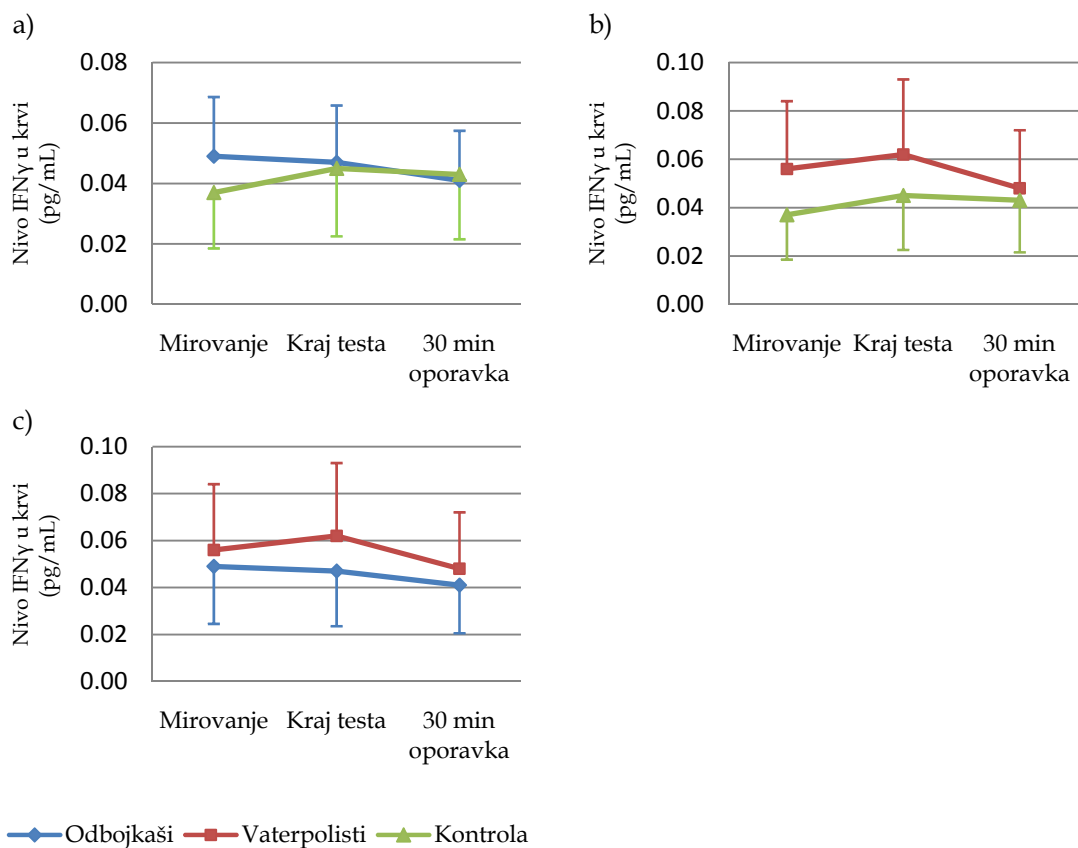 a)
Nivo IFNγ u krvi
(pg/mL)
0.08
0.06
0.04
0.02
0.00
Mirovanje Kraj testa 30 min
oporavka
b)
Nivo IFNγ u krvi
(pg/mL)
0.10
0.08
0.06
0.04
0.02
0.00
Mirovanje Kraj testa 30 min
oporavka
c)
Nivo IFNγ u krvi
(pg/mL)
0.10
0.08
0.06
0.04
0.02
0.00
Mirovanje Kraj testa 30 min
oporavka
Odbojkaši Vaterpolisti Kontrola